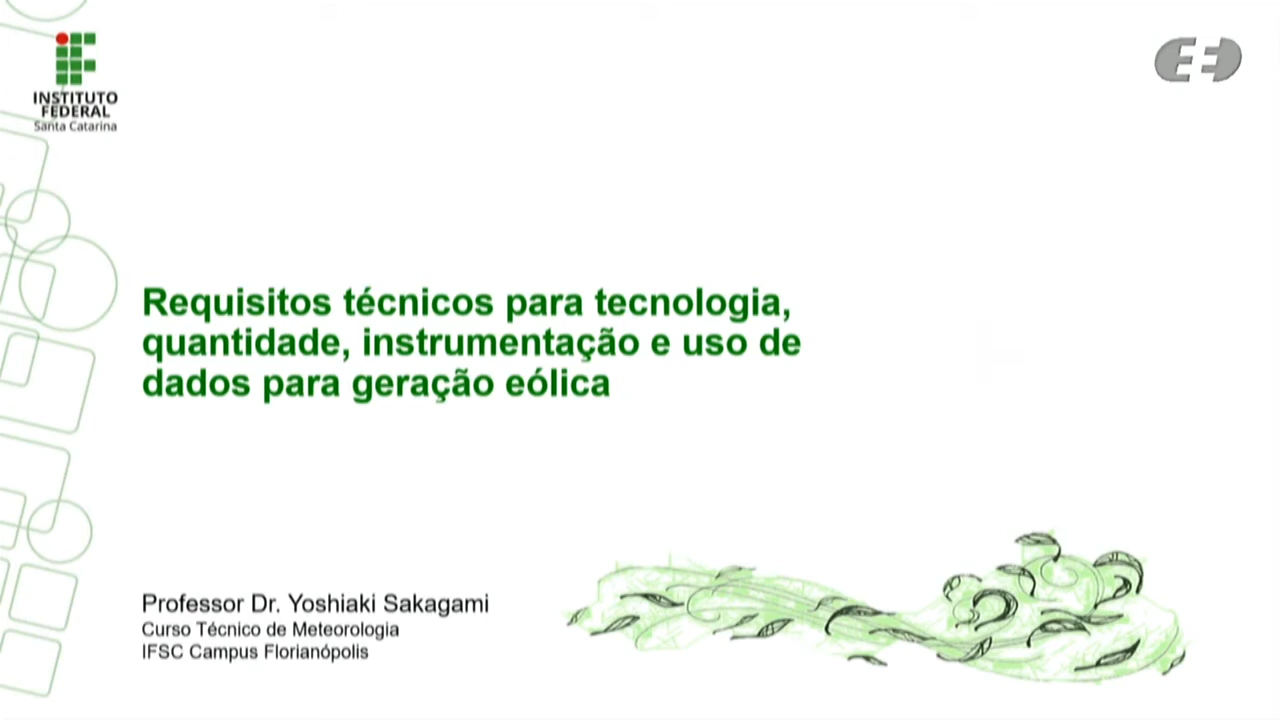 INSTITUTO
FEDERAL
Santa Catarina
Requisitos técnicos para tecnologia,
quantidade, instrumentação e uso de
dados para geração eólica
Professor Dr. Yoshiaki Sakagami
Curso Técnico de Meteorologia
IFSC Campus Florianópolis